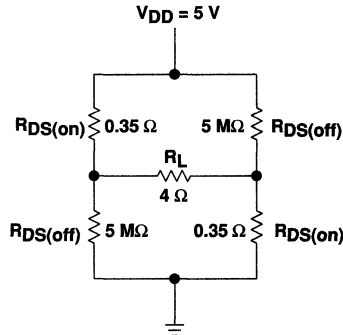 VDD = 5 V
RDS(on) 0.35 Ω 5 MΩ RDS(off)
RL
4 Ω
RDS(off) 5 MΩ 0.35 Ω RDS(on)